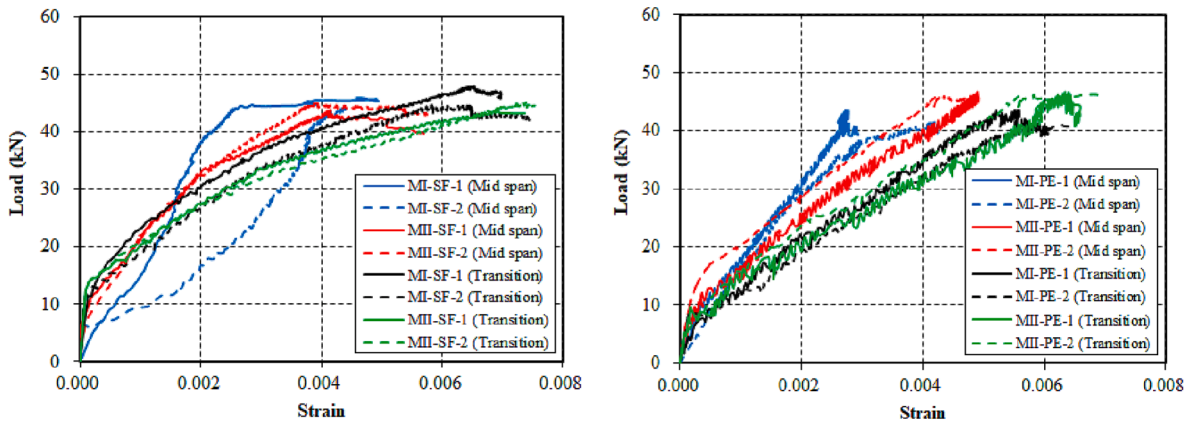 60
50
40
30
20
10
0
Load (kN)
MI-SF-1 (Mid span)
MI-SF-2 (Mid span)
MII-SF-1 (Mid span)
MII-SF-2 (Mid span)
MI-SF-1 (Transition)
MI-SF-2 (Transition)
MII-SF-1 (Transition)
MII-SF-2 (Transition)
0.000 0.002 0.004 0.006 0.008
Strain
60
50
40
30
20
10
0
Load (kN)
MI-PE-1 (Mid span)
MI-PE-2 (Mid span)
MII-PE-1 (Mid span)
MII-PE-2 (Mid span)
MI-PE-1 (Transition)
MI-PE-2 (Transition)
MII-PE-1 (Transition)
MII-PE-2 (Transition)
0.000 0.002 0.004 0.006 0.008
Strain